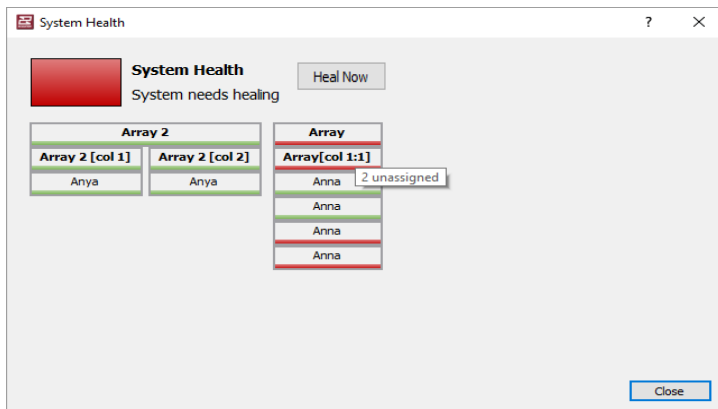 System Health
?
System Health
Heal Now
System needs healing
Array 2
Array
Array 2 [col 1]
Array 2 [col 2]
Array[col 1:1]
Anya
Anya
Anna
2 unassigned
Anna
Anna
Anna
Close